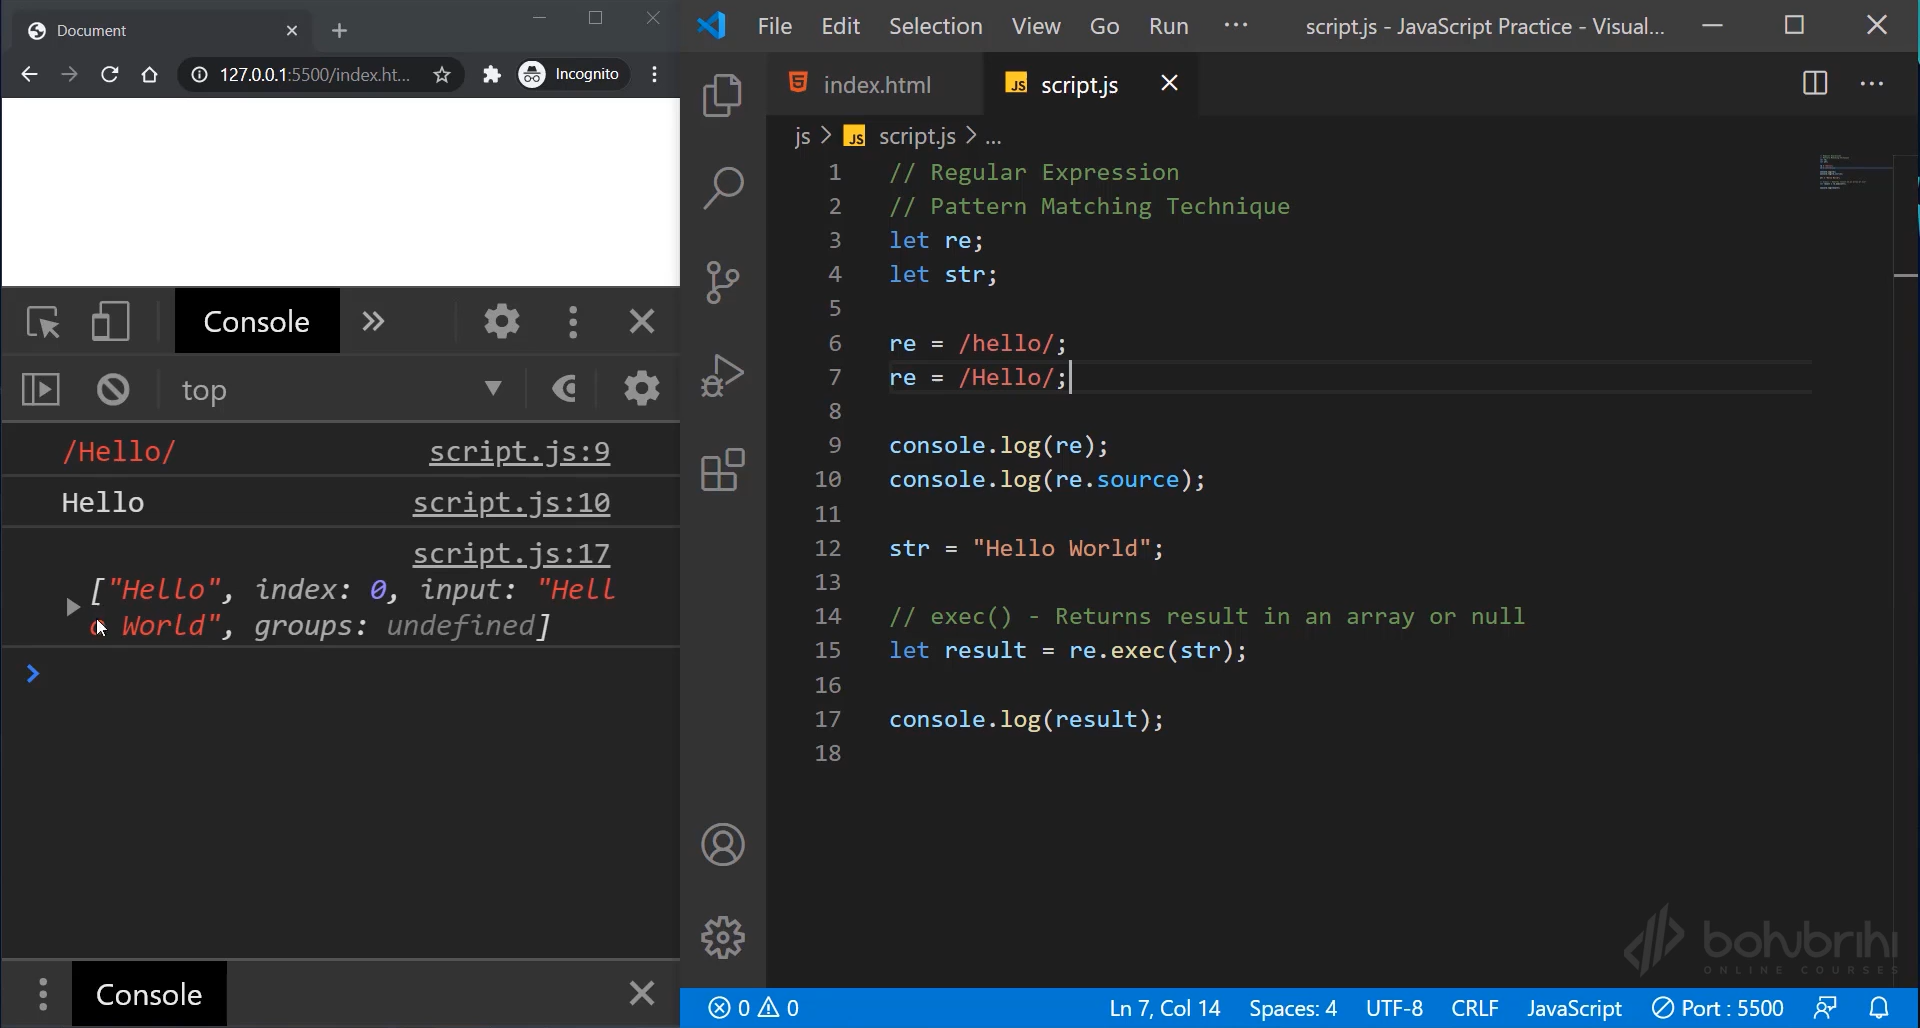 Document
127.0.0.1:5500/index.ht...
Incognito
Console
top
/Hello/ script.js:9
Hello script.js:10
script.js:17
["Hello", index: 0, input: "Hell
o World", groups: undefined]
Console
File Edit Selection View Go Run ··· script.js - JavaScript Practice - Visual...
index.html
JS script.js
js > JS script.js > ...
1 // Regular Expression
2 // Pattern Matching Technique
3 let re;
4 let str;
5
6 re = /hello/;
7 re = /Hello/;
8
9 console.log(re);
10 console.log(re.source);
11
12 str = "Hello World";
13
14 // exec() - Returns result in an array or null
15 let result = re.exec(str);
16
17 console.log(result);
18
bohubrihi
ONLINE COURSES
0 0 Ln 7, Col 14 Spaces: 4 UTF-8 CRLF JavaScript Port : 5500